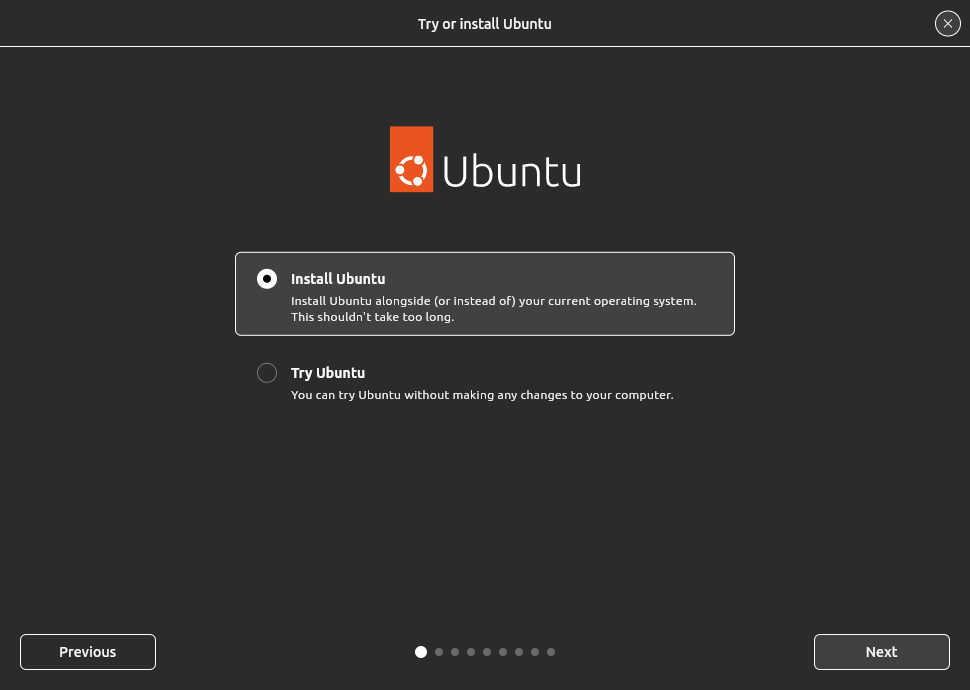 Try or install Ubuntu
Ubuntu
Install Ubuntu
Install Ubuntu alongside (or instead of) your current operating system.
This shouldn't take too long.
Try Ubuntu
You can try Ubuntu without making any changes to your computer.
Previous
Next